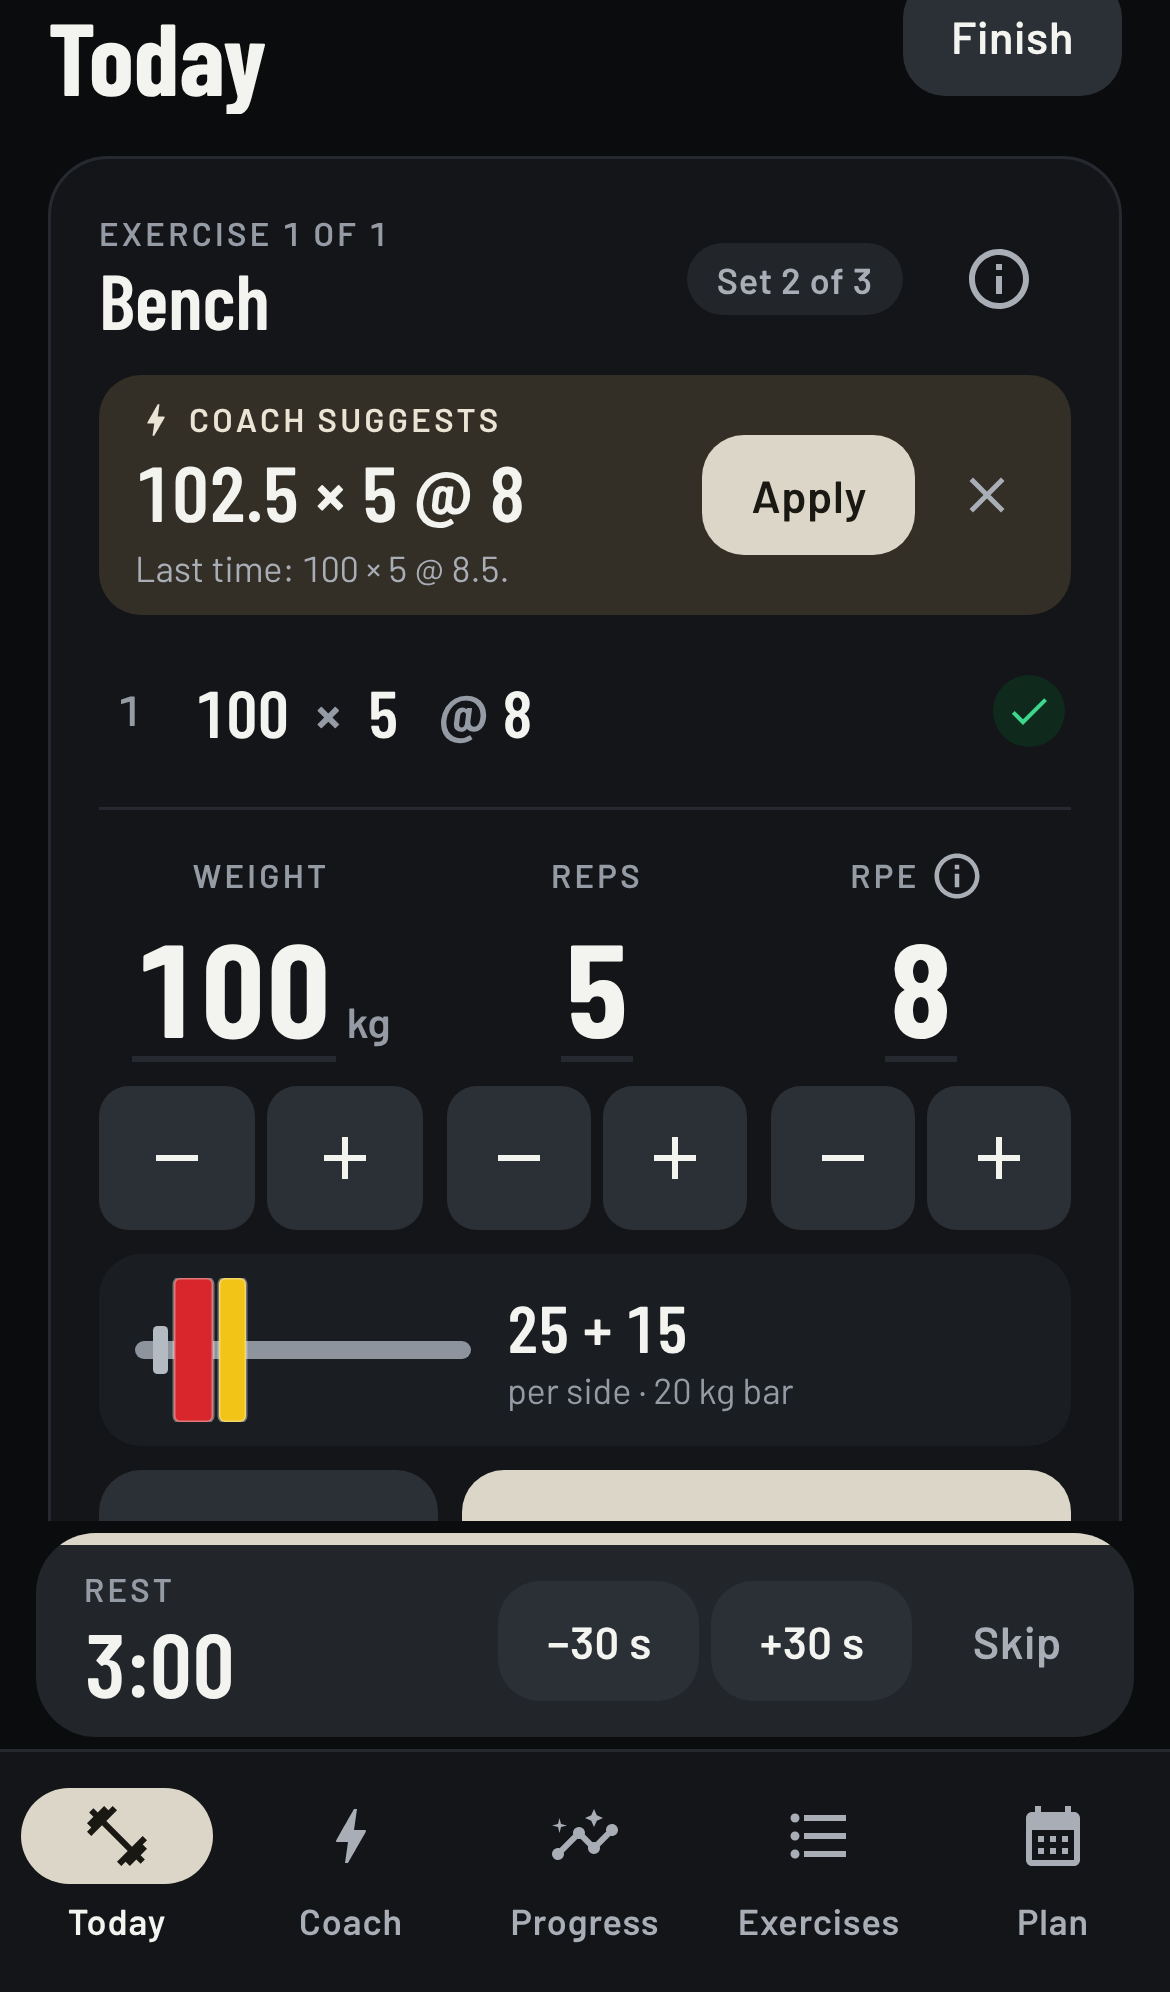 Today
Finish
EXERCISE 1 OF 1
Bench
Set 2 of 3
COACH SUGGESTS
102.5 × 5 @ 8
Apply
Last time: 100 × 5 @ 8.5.
1 100 × 5 @ 8
WEIGHT REPS RPE
100 kg 5 8
25 + 15
per side · 20 kg bar
REST
3:00
−30 s +30 s Skip
Today Coach Progress Exercises Plan